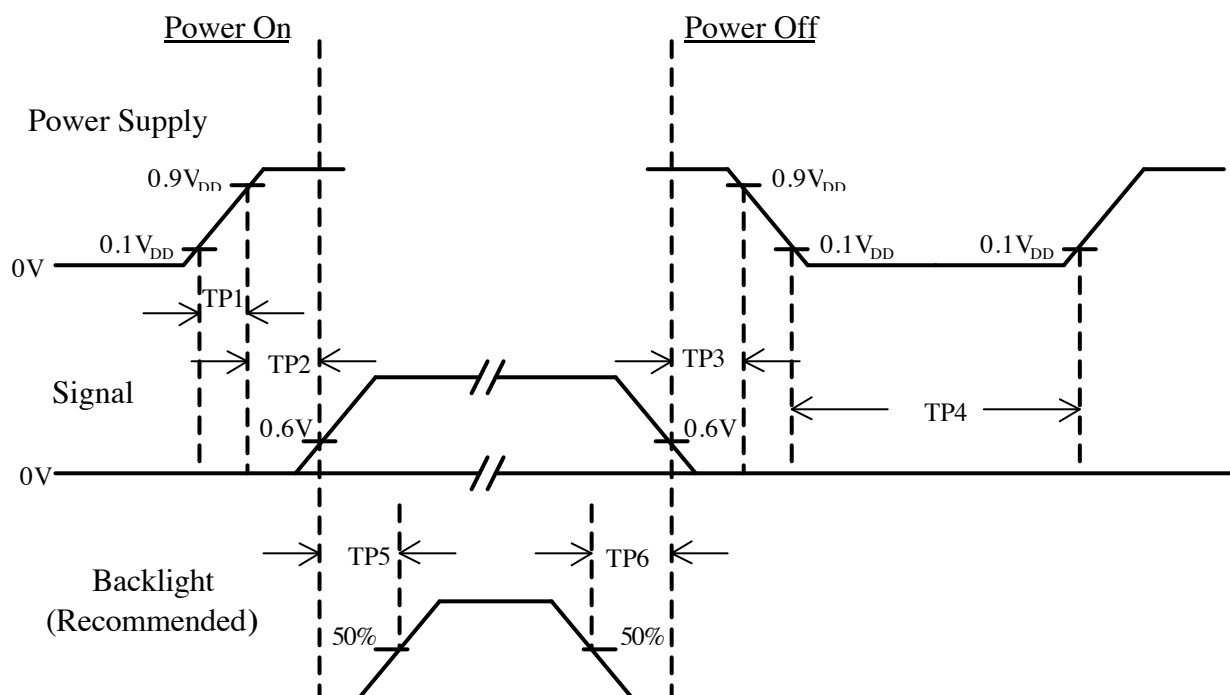 Power On
Power Off
Power Supply
0.9VDD
0.9VDD
0.1VDD
0.1VDD
0.1VDD
0V
TP1
TP2
TP3
Signal
TP4
0.6V
0.6V
0V
TP5
TP6
Backlight
(Recommended)
50%
50%